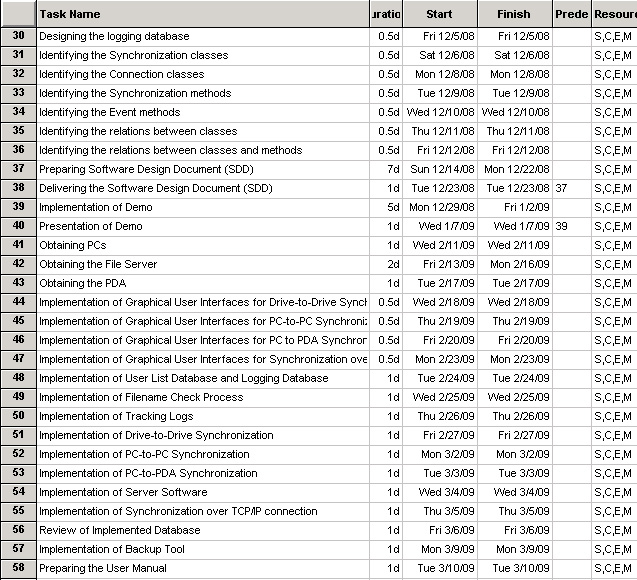 Task Name uratio Start Finish Prede Resour
30 Designing the logging database 0.5d Fri 12/5/08 Fri 12/5/08 S,C,E,M
31 Identifying the Synchronization classes 0.5d Sat 12/6/08 Sat 12/6/08 S,C,E,M
32 Identifying the Connection classes 0.5d Mon 12/8/08 Mon 12/8/08 S,C,E,M
33 Identifying the Synchronization methods 0.5d Tue 12/9/08 Tue 12/9/08 S,C,E,M
34 Identifying the Event methods 0.5d Wed 12/10/08 Wed 12/10/08 S,C,E,M
35 Identifying the relations between classes 0.5d Thu 12/11/08 Thu 12/11/08 S,C,E,M
36 Identifying the relations between classes and methods 0.5d Fri 12/12/08 Fri 12/12/08 S,C,E,M
37 Preparing Software Design Document (SDD) 7d Sun 12/14/08 Mon 12/22/08 S,C,E,M
38 Delivering the Software Design Document (SDD) 1d Tue 12/23/08 Tue 12/23/08 37 S,C,E,M
39 Implementation of Demo 5d Mon 12/29/08 Fri 1/2/09 S,C,E,M
40 Presentation of Demo 1d Wed 1/7/09 Wed 1/7/09 39 S,C,E,M
41 Obtaining PCs 1d Wed 2/11/09 Wed 2/11/09 S,C,E,M
42 Obtaining the File Server 2d Fri 2/13/09 Mon 2/16/09 S,C,E,M
43 Obtaining the PDA 1d Tue 2/17/09 Tue 2/17/09 S,C,E,M
44 Implementation of Graphical User Interfaces for Drive-to-Drive Synch 0.5d Wed 2/18/09 Wed 2/18/09 S,C,E,M
45 Implementation of Graphical User Interfaces for PC-to-PC Synchroniz 0.5d Thu 2/19/09 Thu 2/19/09 S,C,E,M
46 Implementation of Graphical User Interfaces for PC to PDA Synchron 0.5d Fri 2/20/09 Fri 2/20/09 S,C,E,M
47 Implementation of Graphical User Interfaces for Synchronization ove 0.5d Mon 2/23/09 Mon 2/23/09 S,C,E,M
48 Implementation of User List Database and Logging Database 1d Tue 2/24/09 Tue 2/24/09 S,C,E,M
49 Implementation of Filename Check Process 1d Wed 2/25/09 Wed 2/25/09 S,C,E,M
50 Implementation of Tracking Logs 1d Thu 2/26/09 Thu 2/26/09 S,C,E,M
51 Implementation of Drive-to-Drive Synchronization 1d Fri 2/27/09 Fri 2/27/09 S,C,E,M
52 Implementation of PC-to-PC Synchronization 1d Mon 3/2/09 Mon 3/2/09 S,C,E,M
53 Implementation of PC-to-PDA Synchronization 1d Tue 3/3/09 Tue 3/3/09 S,C,E,M
54 Implementation of Server Software 1d Wed 3/4/09 Wed 3/4/09 S,C,E,M
55 Implementation of Synchronization over TCP/IP connection 1d Thu 3/5/09 Thu 3/5/09 S,C,E,M
56 Review of Implemented Database 1d Fri 3/6/09 Fri 3/6/09 S,C,E,M
57 Implementation of Backup Tool 1d Mon 3/9/09 Mon 3/9/09 S,C,E,M
58 Preparing the User Manual 1d Tue 3/10/09 Tue 3/10/09 S,C,E,M